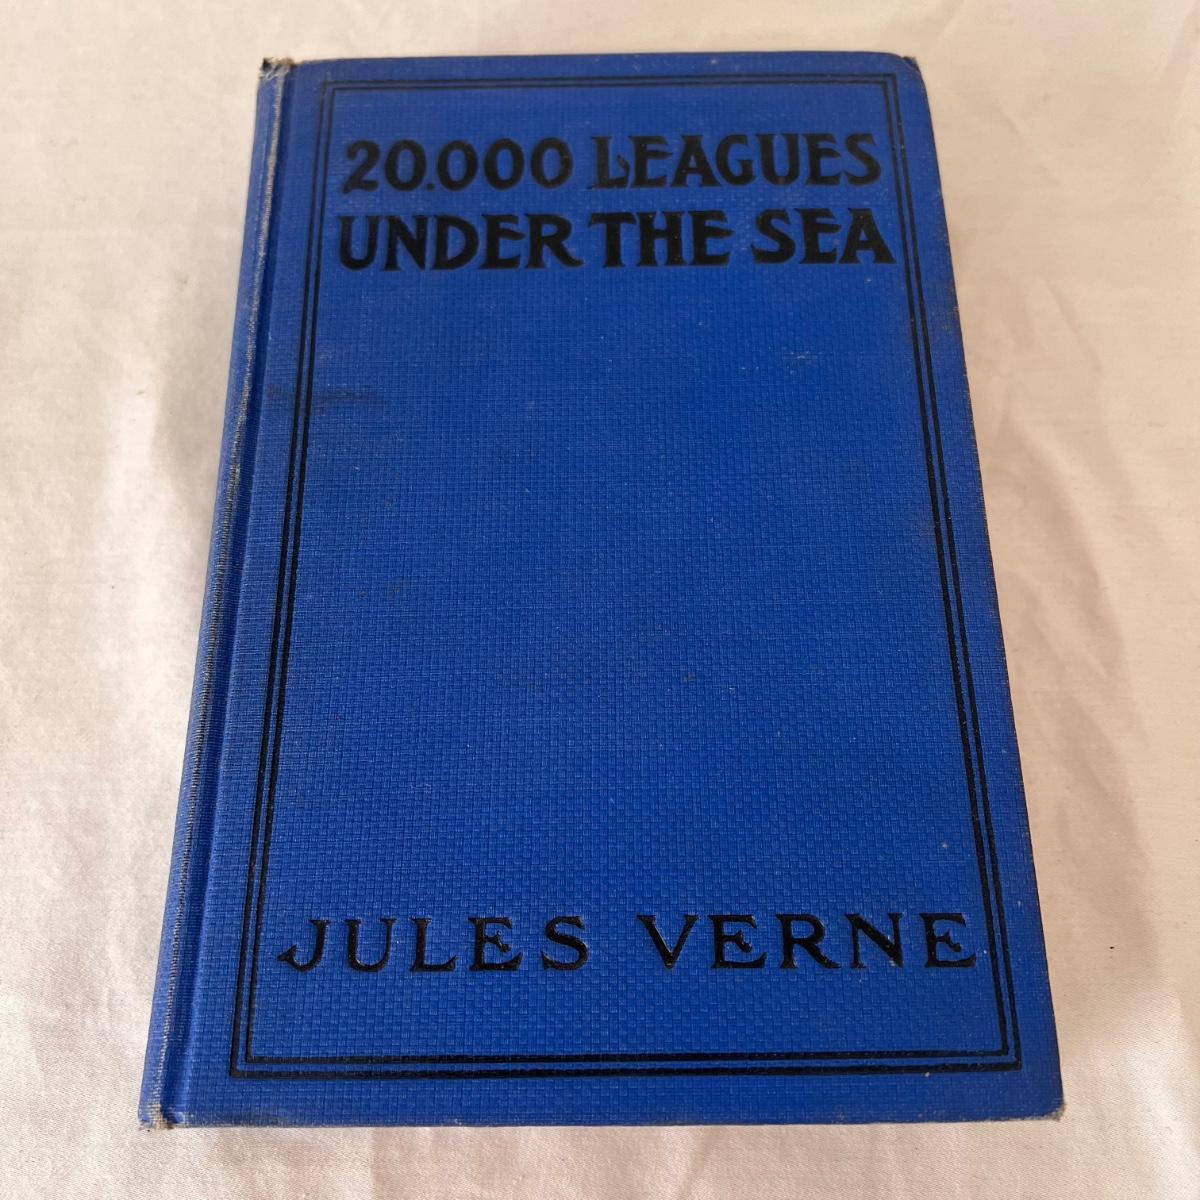 20.000 LEAGUES
UNDER THE SEA
JULES VERNE